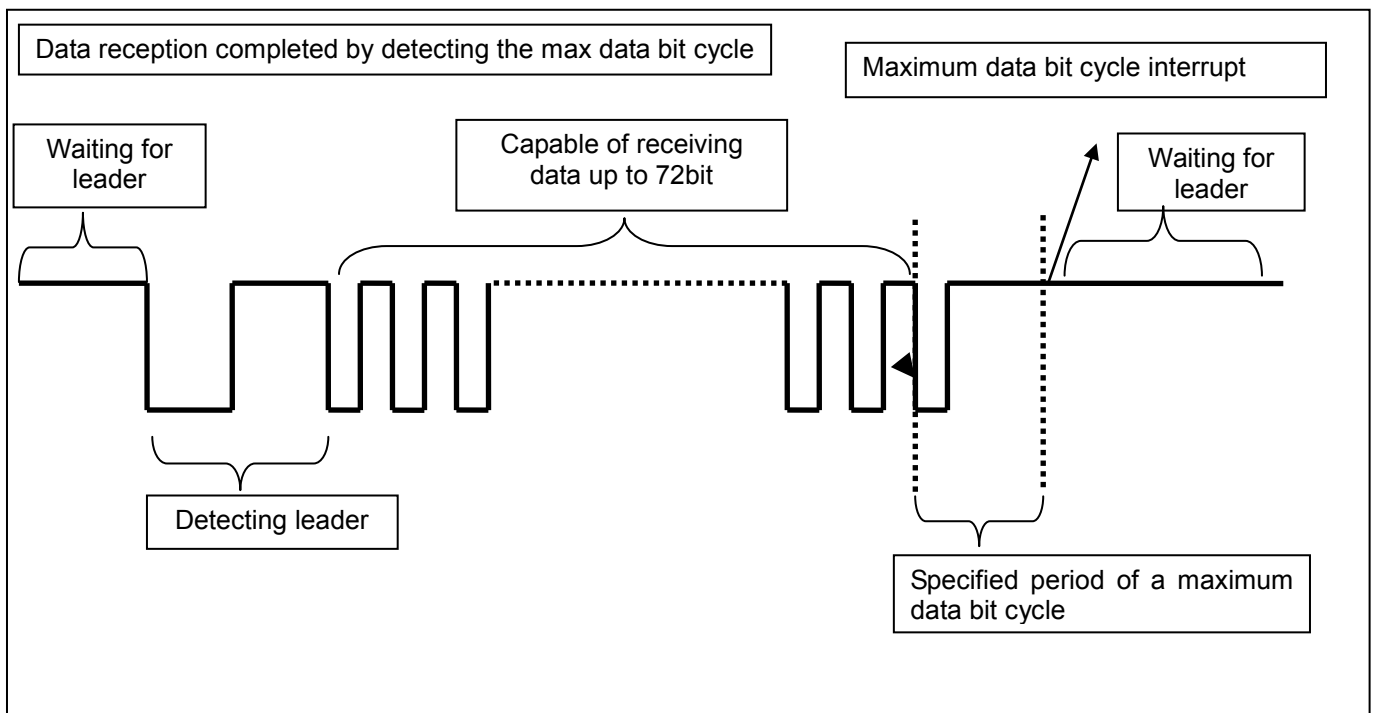 Data reception completed by detecting the max data bit cycle
Maximum data bit cycle interrupt
Waiting for
leader
Capable of receiving
data up to 72bit
Waiting for
leader
Detecting leader
Specified period of a maximum
data bit cycle